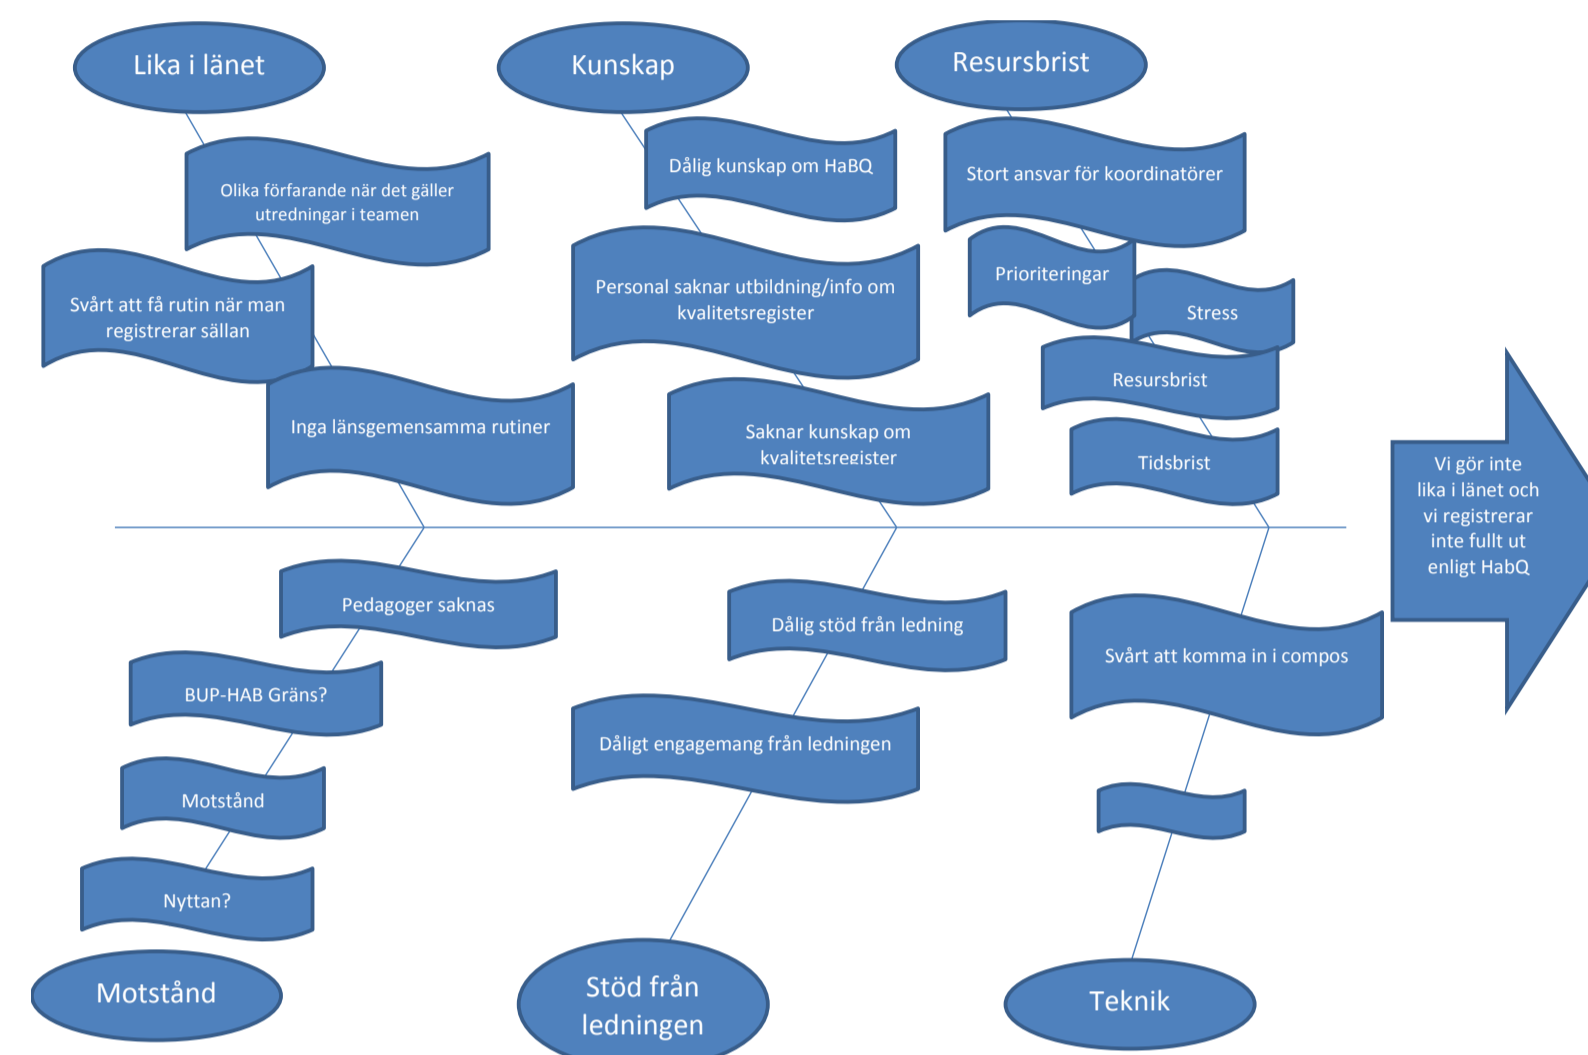 Lika i länet
Kunskap
Resursbrist
Olika förfarande när det gäller
utredningar i teamen
Svårt att få rutin när man
registrerar sällan
Inga länsgemensamma rutiner
Dålig kunskap om HaBQ
Personal saknar utbildning/info om
kvalitetsregister
Saknar kunskap om
kvalitetsregister
Stort ansvar för koordinatörer
Prioriteringar
Stress
Resursbrist
Tidsbrist
Vi gör inte
lika i länet och
vi registrerar
inte fullt ut
enligt HabQ
Pedagoger saknas
BUP-HAB Gräns?
Motstånd
Nyttan?
Motstånd
Dålig stöd från ledning
Dåligt engagemang från ledningen
Stöd från
ledningen
Svårt att komma in i compos
Teknik